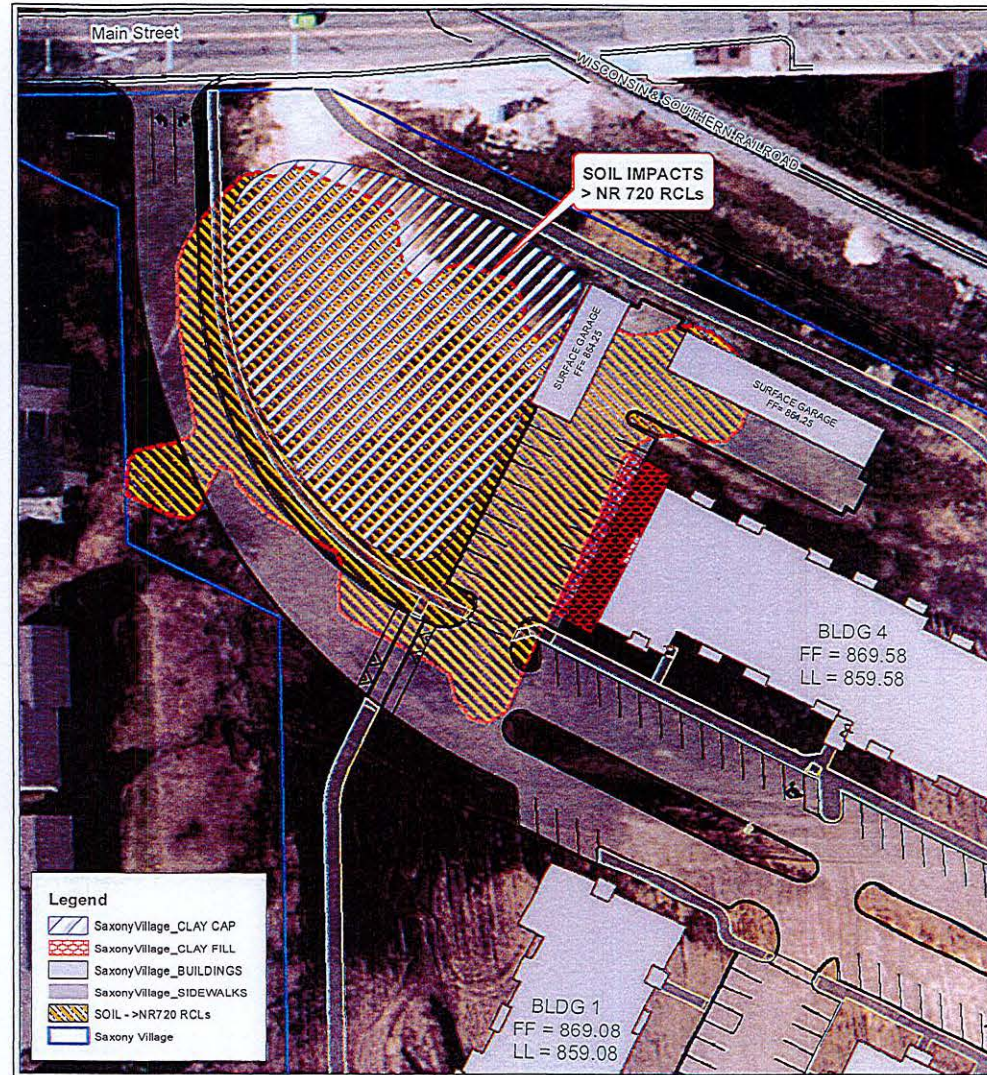 Main Street
WISCONSIN & SOUTHERN RAILROAD
SOIL IMPACTS
> NR 720 RCLs
SURFACE GARAGE
FF= 854.25
SURFACE GARAGE
FF= 854.25
BLDG 4
FF = 869.58
LL = 859.58
BLDG 1
FF = 869.08
LL = 859.08
Legend
SaxonyVillage_CLAY CAP
SaxonyVillage_CLAY FILL
SaxonyVillage_BUILDINGS
SaxonyVillage_SIDEWALKS
SOIL - >NR720 RCLs
Saxony Village